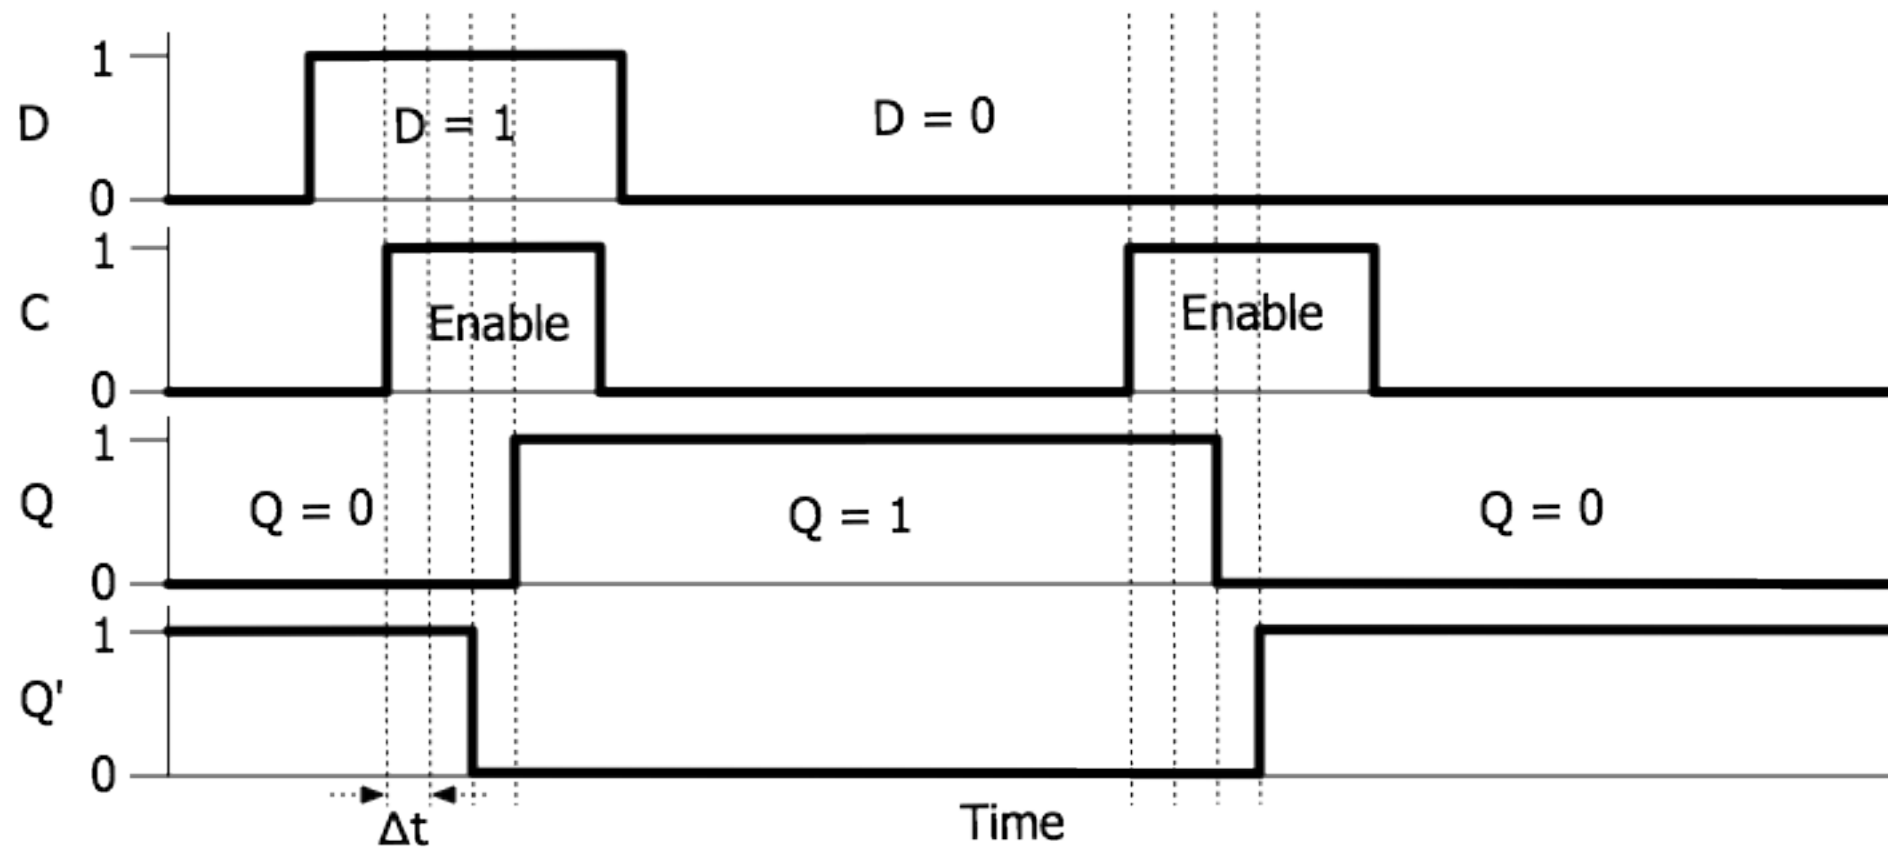 1
D
D = 1
D = 0
0
1
C
Enable
Enable
0
1
Q
Q = 0
Q = 1
Q = 0
0
1
Q'
0
Δt
Time